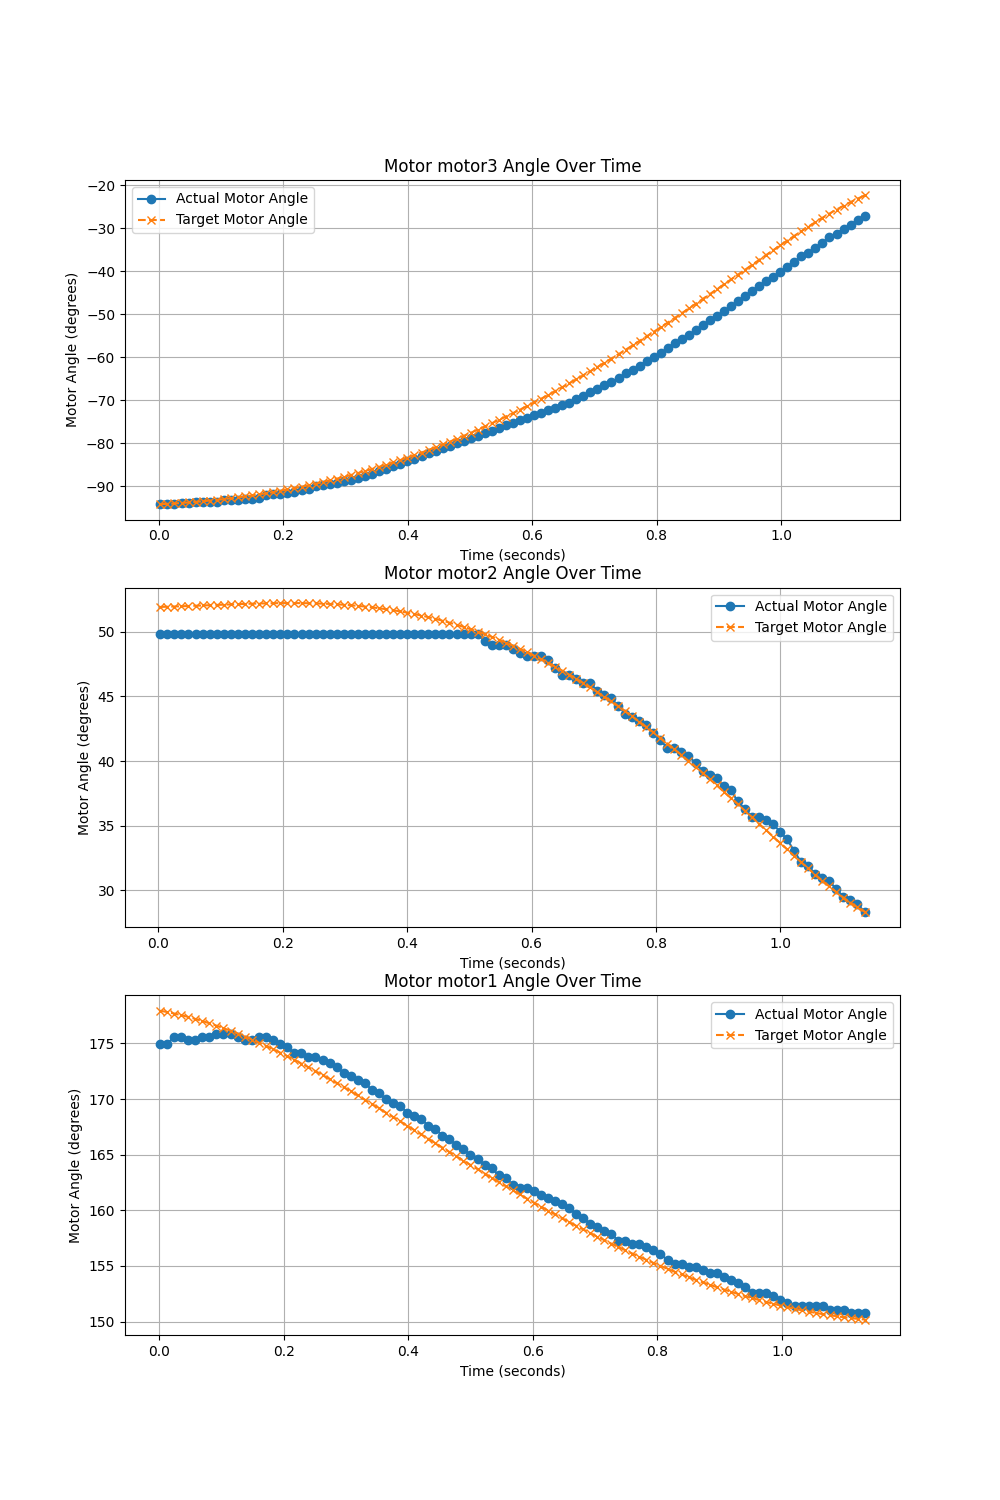 Motor motor3 Angle Over Time
Actual Motor Angle
Target Motor Angle
Motor Angle (degrees)
−20
−30
−40
−50
−60
−70
−80
−90
0.0 0.2 0.4 0.6 0.8 1.0
Time (seconds)
Motor motor2 Angle Over Time
Actual Motor Angle
Target Motor Angle
Motor Angle (degrees)
50
45
40
35
30
0.0 0.2 0.4 0.6 0.8 1.0
Time (seconds)
Motor motor1 Angle Over Time
Actual Motor Angle
Target Motor Angle
Motor Angle (degrees)
175
170
165
160
155
150
0.0 0.2 0.4 0.6 0.8 1.0
Time (seconds)